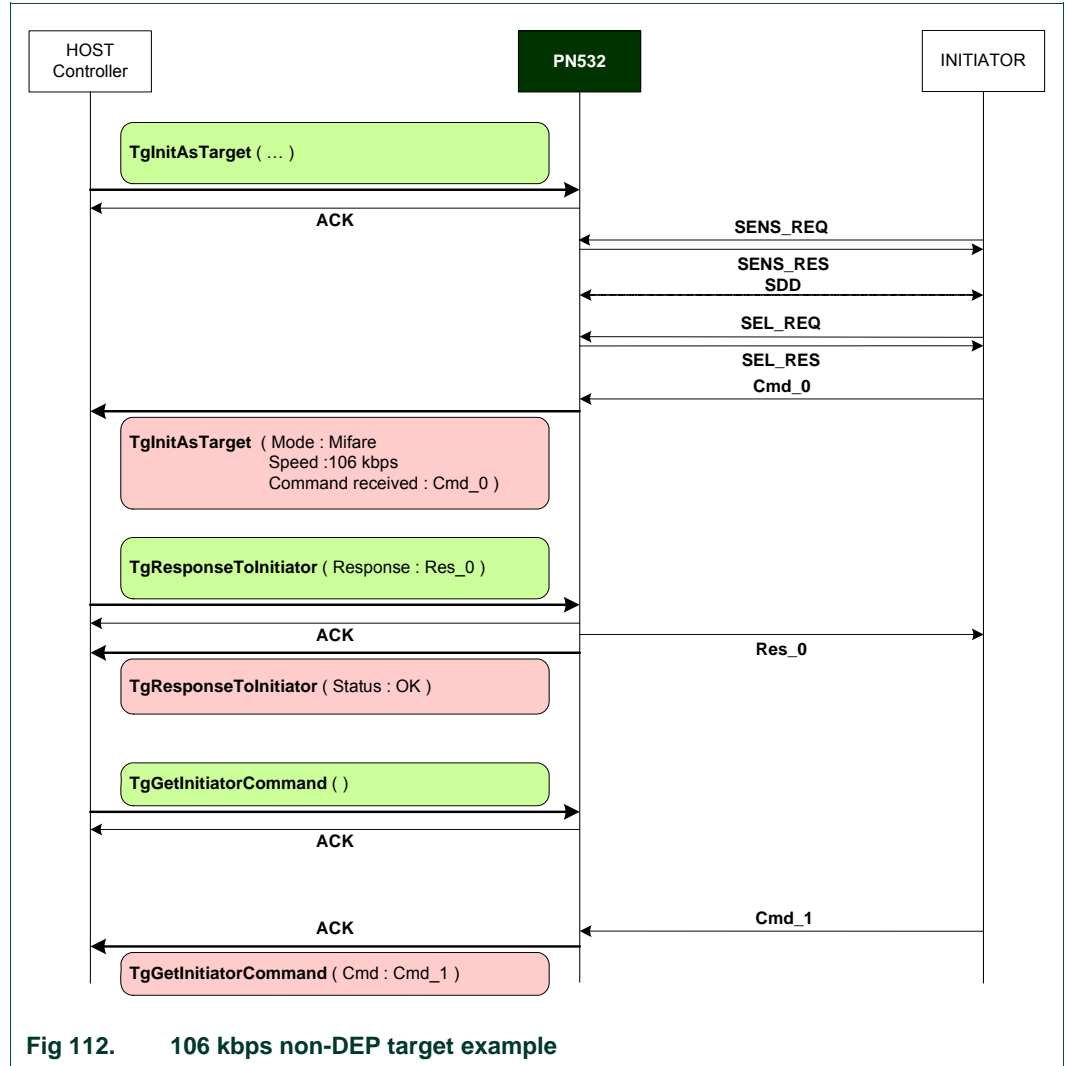 HOST
Controller
PN532
INITIATOR
TgInitAsTarget ( … )
ACK
SENS_REQ
SENS_RES
SDD
SEL_REQ
SEL_RES
Cmd_0
TgInitAsTarget ( Mode : Mifare
Speed :106 kbps
Command received : Cmd_0 )
TgResponseToInitiator ( Response : Res_0 )
ACK
Res_0
TgResponseToInitiator ( Status : OK )
TgGetInitiatorCommand ( )
ACK
Cmd_1
ACK
TgGetInitiatorCommand ( Cmd : Cmd_1 )
Fig 112. 106 kbps non-DEP target example